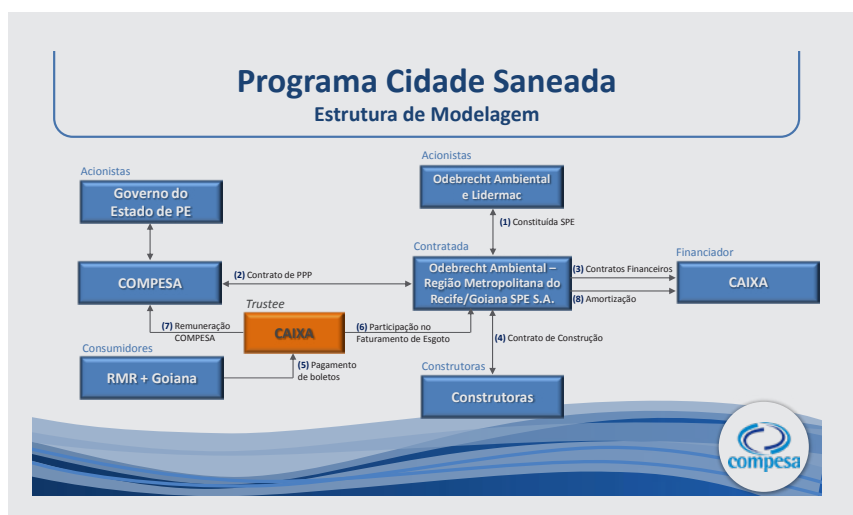 Programa Cidade Saneada
Estrutura de Modelagem
Acionistas
Governo do
Estado de PE
Acionistas
Odebrecht Ambiental
e Lidermac
(1) Constituída SPE
COMPESA
(2) Contrato de PPP
Contratada
Odebrecht Ambiental –
Região Metropolitana do
Recife/Goiana SPE S.A.
(3) Contratos Financeiros
(8) Amortização
Financiador
CAIXA
Trustee
CAIXA
(7) Remuneração
COMPESA
(6) Participação no
Faturamento de Esgoto
(4) Contrato de Construção
Consumidores
RMR + Goiana
(5) Pagamento
de boletos
Construtoras
Construtoras
compesa